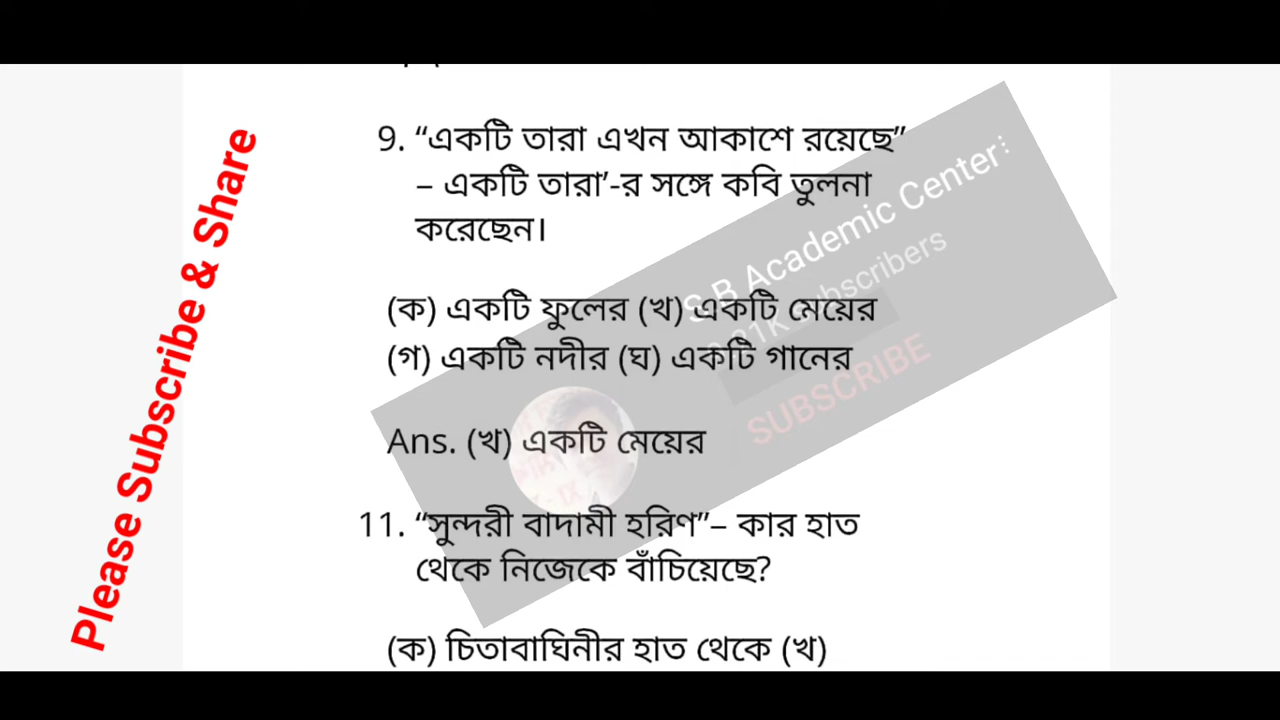 Please Subscribe & Share
9. “একটি তারা এখন আকাশে রয়েছে”
– একটি তারা’-র সঙ্গে কবি তুলনা
করেছেন।
(ক) একটি ফুলের (খ) একটি মেয়ের
(গ) একটি নদীর (ঘ) একটি গানের
Ans. (খ) একটি মেয়ের
11. “সুন্দরী বাদামী হরিণ”– কার হাত
থেকে নিজেকে বাঁচিয়েছে?
(ক) চিতাবাঘিনীর হাত থেকে (খ)
S B Academic Center
Subscribers
SUBSCRIBE